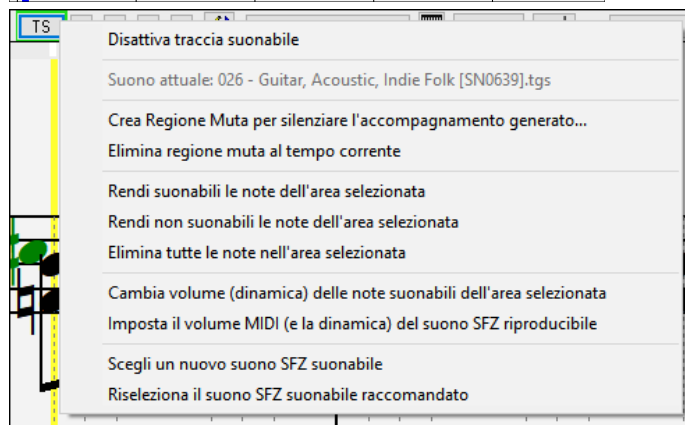 TS
Disattiva traccia suonabile
Suono attuale: 026 - Guitar, Acoustic, Indie Folk [SN0639].tgs
Crea Regione Muta per silenziare l'accompagnamento generato...
Elimina regione muta al tempo corrente
Rendi suonabili le note dell'area selezionata
Rendi non suonabili le note dell'area selezionata
Elimina tutte le note nell'area selezionata
Cambia volume (dinamica) delle note suonabili dell'area selezionata
Imposta il volume MIDI (e la dinamica) del suono SFZ riproducibile
Scegli un nuovo suono SFZ suonabile
Riseleziona il suono SFZ suonabile raccomandato